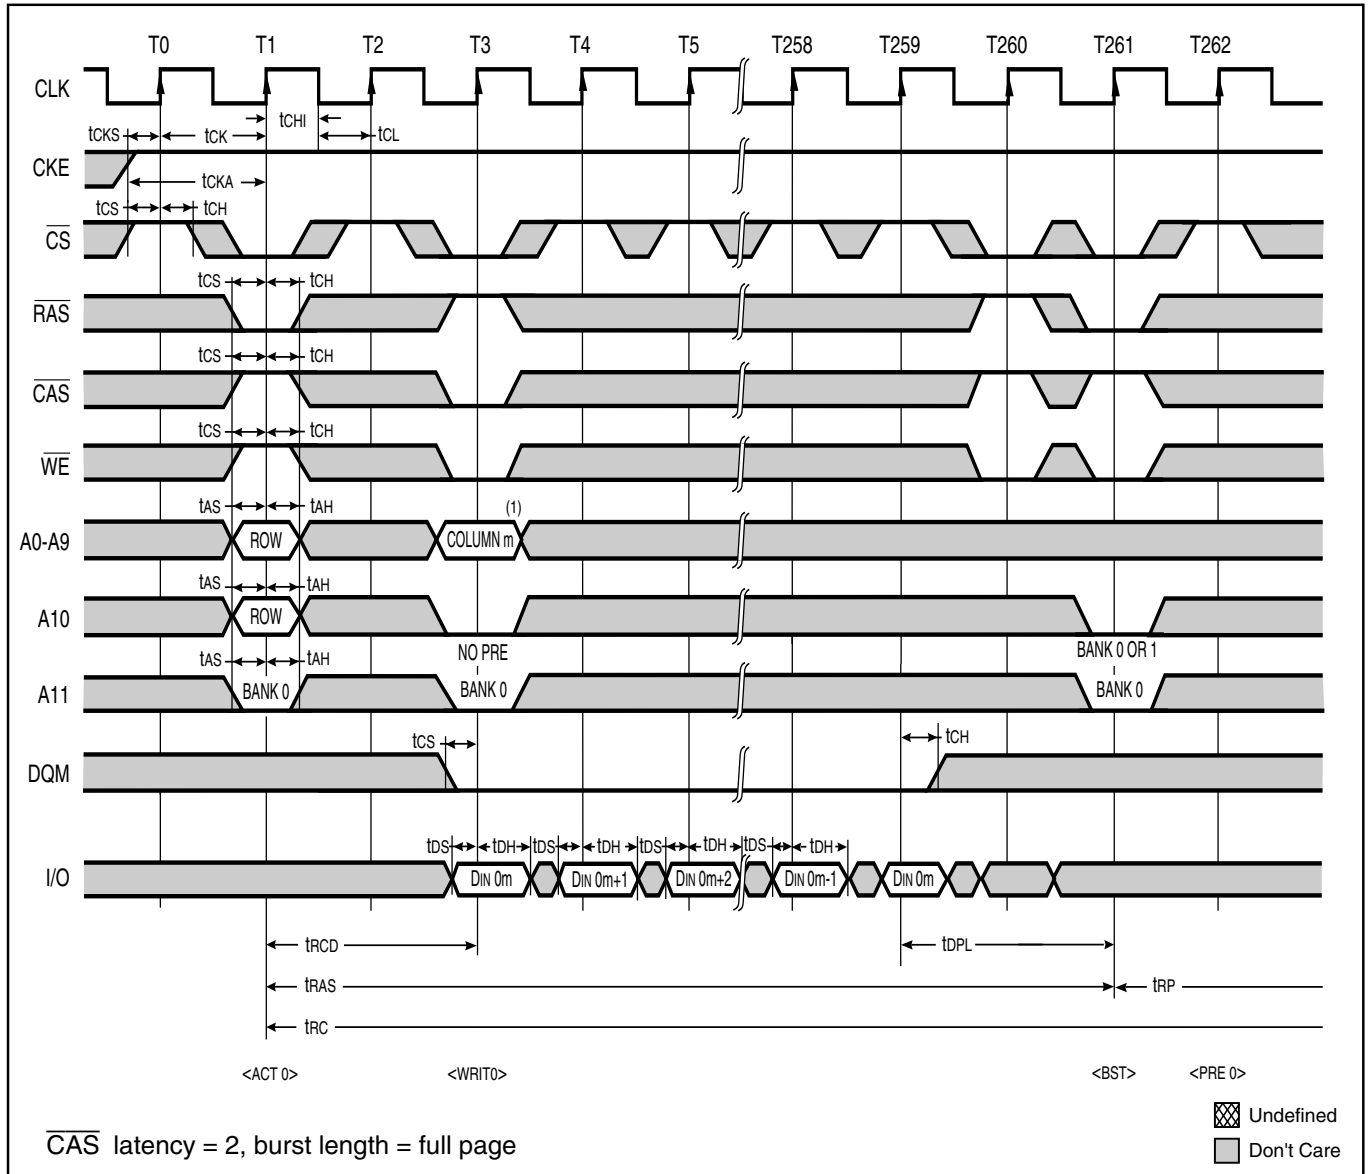 T0 T1 T2 T3 T4 T5 T258 T259 T260 T261 T262
CLK
tCHI
tCKS tCK tCL
CKE
tCKA
tCS tCH
CS
tCS tCH
RAS
tCS tCH
CAS
tCS tCH
WE
tAS tAH (1)
A0-A9 ROW COLUMN m
tAS tAH
A10 ROW
NO PRE BANK 0 OR 1
tAS tAH
A11 BANK 0 BANK 0 BANK 0
tCS tCH
DQM
tDS tDH tDS tDH tDS tDH tDS tDH
I/O DIN 0m DIN 0m+1 DIN 0m+2 DIN 0m-1 DIN 0m
tRCD tDPL
tRAS tRP
tRC
<ACT 0> <WRIT0> <BST> <PRE 0>
Undefined
CAS latency = 2, burst length = full page
Don't Care